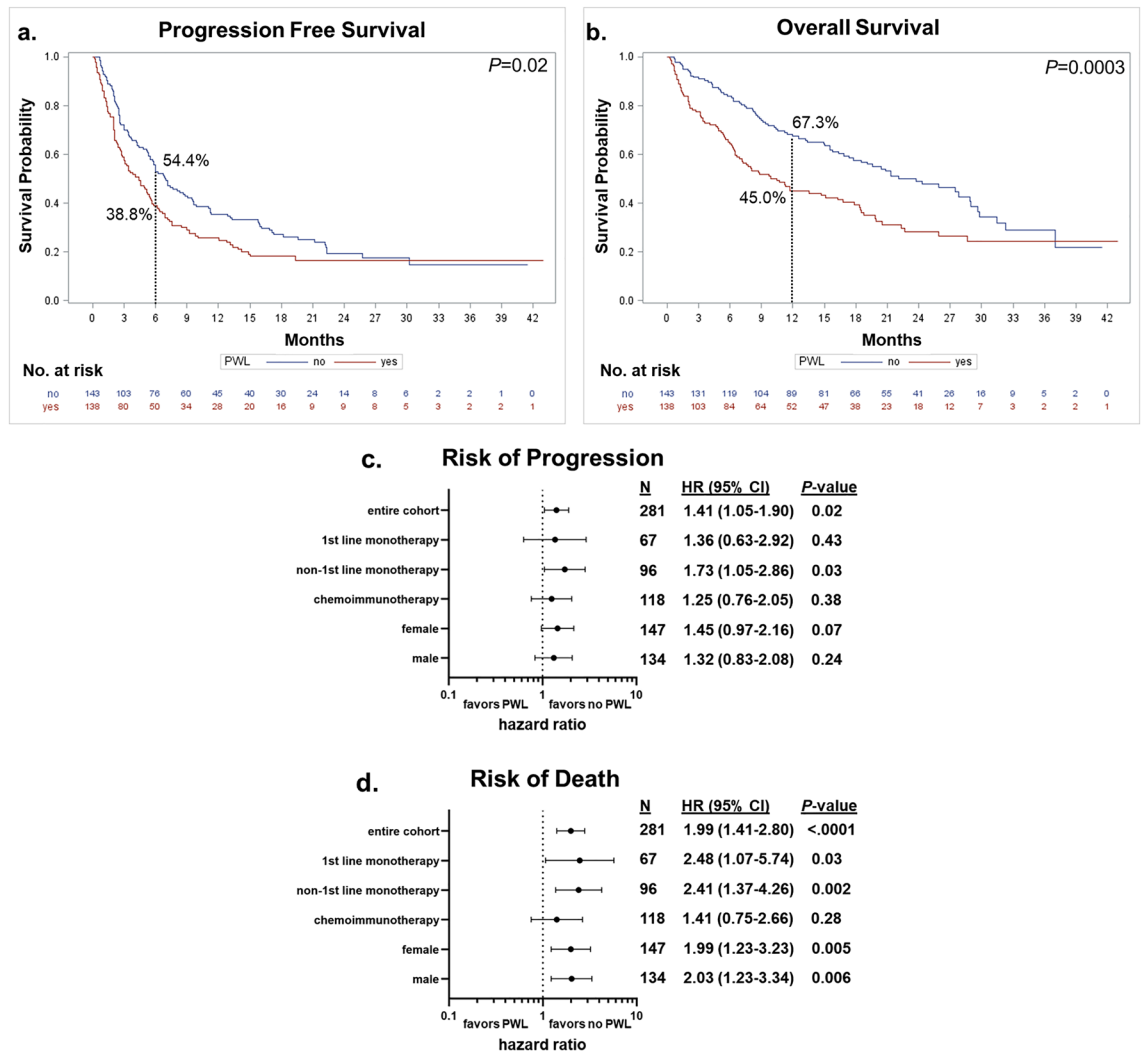 a. Progression Free Survival
P=0.02
1.0
0.8
0.6
0.4
0.2
0.0
Survival Probability
54.4%
38.8%
0 3 6 9 12 15 18 21 24 27 30 33 36 39 42
Months
PWL no yes
No. at risk
no 143 103 76 60 45 40 30 24 14 8 6 2 2 1 0
yes 138 80 50 34 28 20 16 9 9 8 5 3 2 2 1
b. Overall Survival
P=0.0003
1.0
0.8
0.6
0.4
0.2
0.0
Survival Probability
67.3%
45.0%
0 3 6 9 12 15 18 21 24 27 30 33 36 39 42
Months
PWL no yes
No. at risk
no 143 131 119 104 89 81 66 55 41 26 16 9 5 2 0
yes 138 103 84 64 52 47 38 23 18 12 7 3 2 2 1
c. Risk of Progression
N HR (95% CI) P-value
entire cohort 281 1.41 (1.05-1.90) 0.02
1st line monotherapy 67 1.36 (0.63-2.92) 0.43
non-1st line monotherapy 96 1.73 (1.05-2.86) 0.03
chemoimmunotherapy 118 1.25 (0.76-2.05) 0.38
female 147 1.45 (0.97-2.16) 0.07
male 134 1.32 (0.83-2.08) 0.24
0.1 1 10
favors PWL favors no PWL
hazard ratio
d. Risk of Death
N HR (95% CI) P-value
entire cohort 281 1.99 (1.41-2.80) <.0001
1st line monotherapy 67 2.48 (1.07-5.74) 0.03
non-1st line monotherapy 96 2.41 (1.37-4.26) 0.002
chemoimmunotherapy 118 1.41 (0.75-2.66) 0.28
female 147 1.99 (1.23-3.23) 0.005
male 134 2.03 (1.23-3.34) 0.006
0.1 1 10
favors PWL favors no PWL
hazard ratio